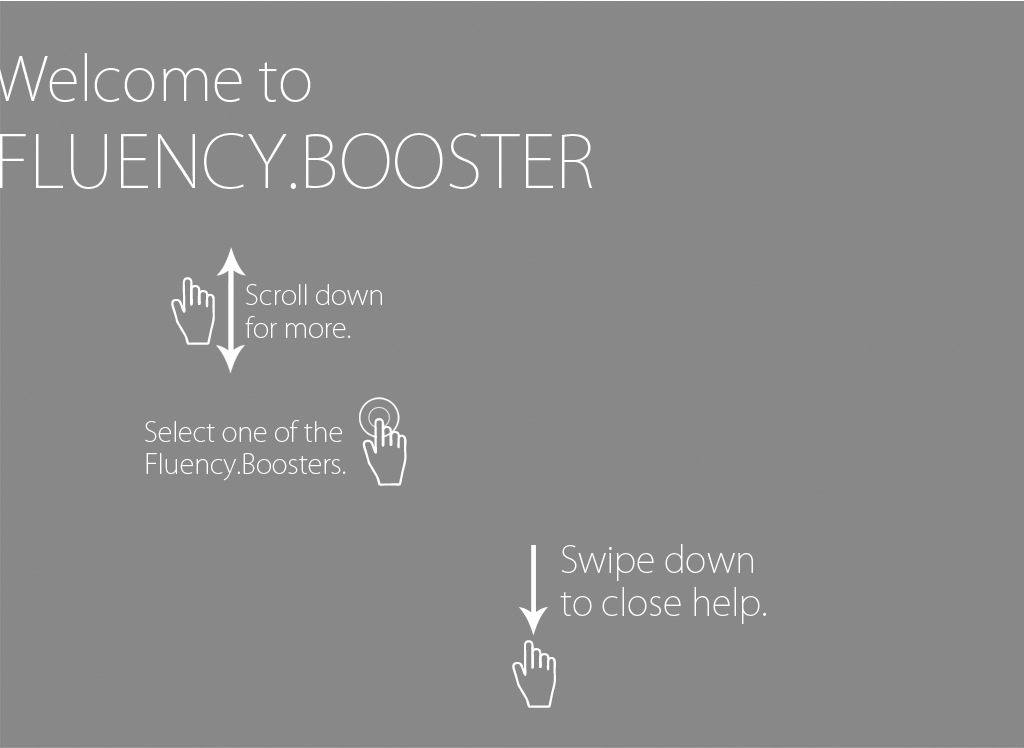 Welcome to
FLUENCY.BOOSTER
Scroll down
for more.
Select one of the
Fluency.Boosters.
Swipe down
to close help.